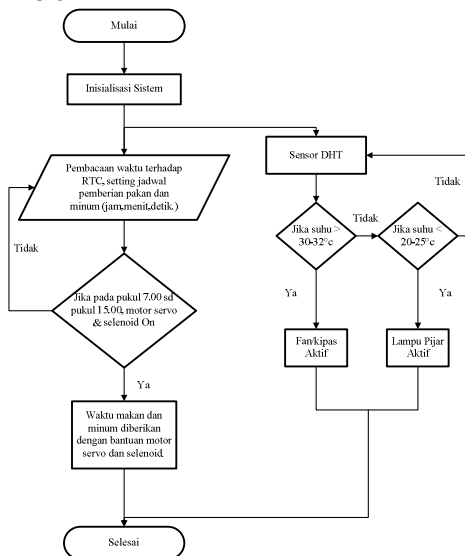 Mulai
Inisialisasi Sistem
Pembacaan waktu terhadap
RTC, setting jadwal
pemberian pakan dan
minum (jam,menit,detik.)
Tidak
Jika pada pukul 7.00 sd
pukul 15.00, motor servo
& selenoid On
Ya
Waktu makan dan
minum diberikan
dengan bantuan motor
servo dan selenoid.
Sensor DHT
Jika suhu >
30-32°c
Tidak
Jika suhu <
20-25°c
Tidak
Ya
Ya
Fan/kipas
Aktif
Lampu Pijar
Aktif
Selesai